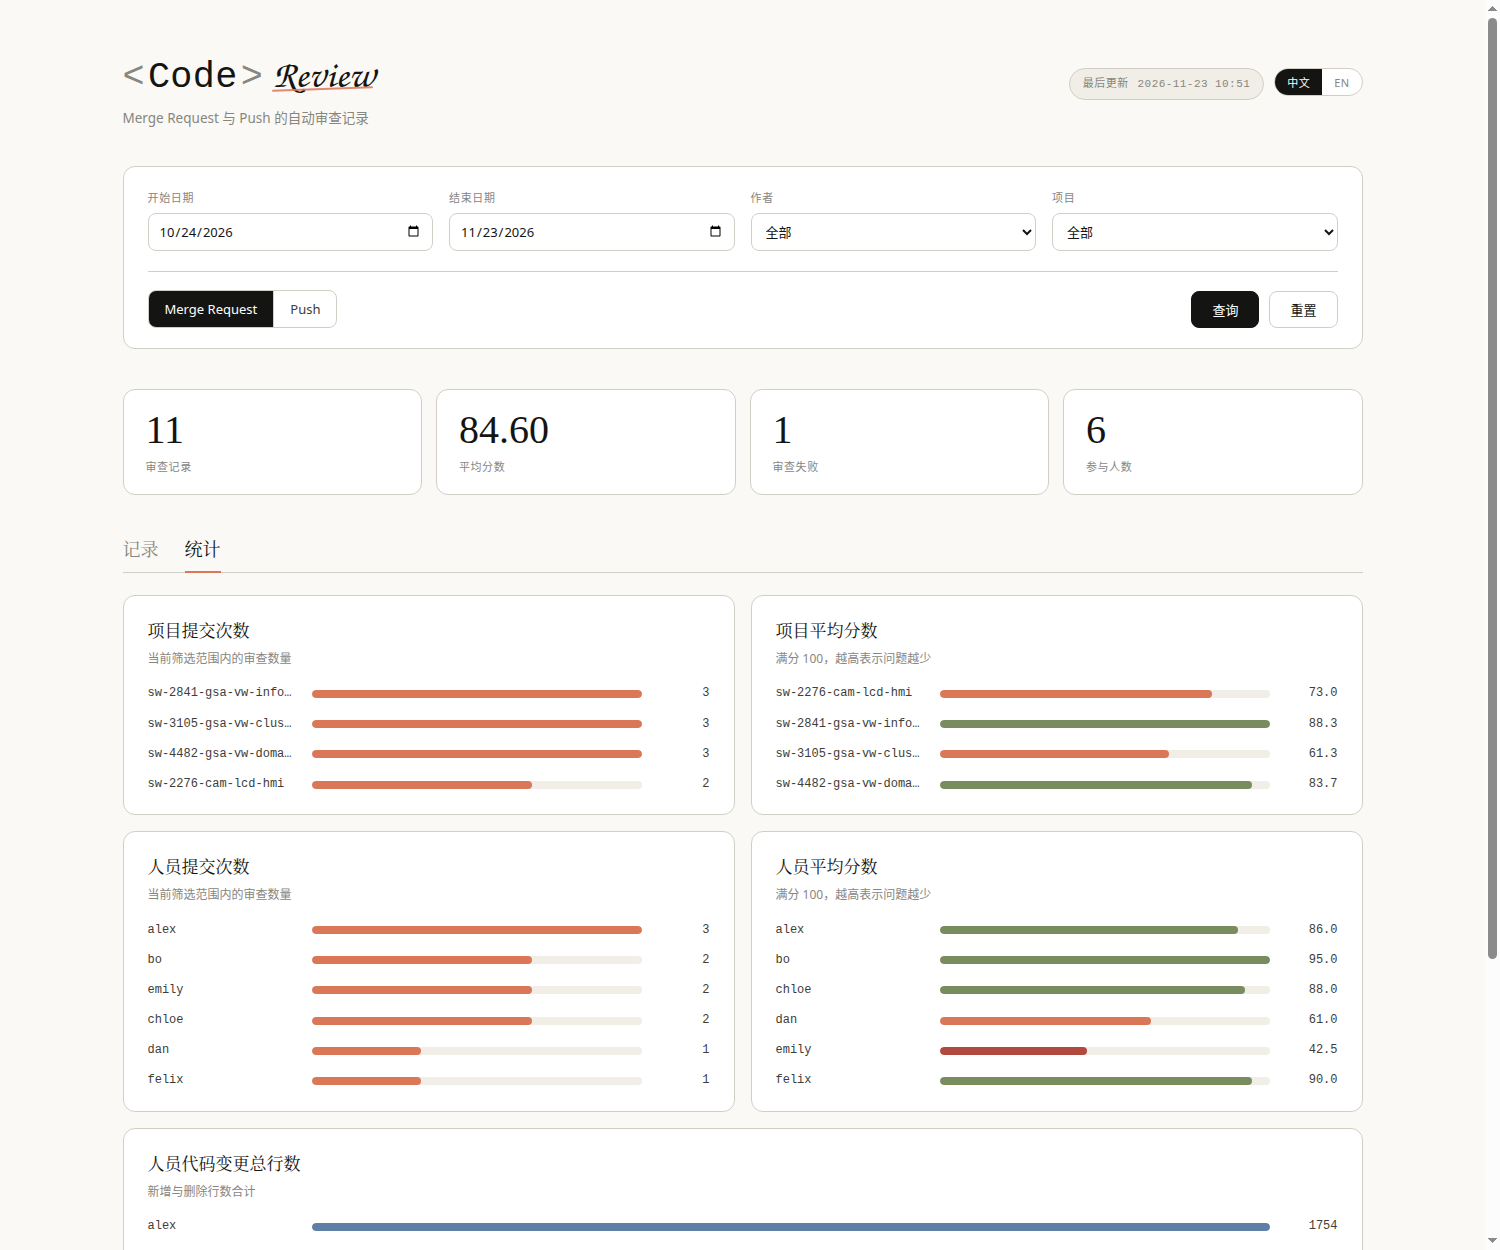 <Code> Review
Merge Request 与 Push 的自动审查记录
最后更新 2026-11-23 10:51
中文 EN
开始日期 结束日期 作者 项目
10/24/2026 11/23/2026 全部 全部
Merge Request Push 查询 重置
11 84.60 1 6
审查记录 平均分数 审查失败 参与人数
记录 统计
项目提交次数
当前筛选范围内的审查数量
sw-2841-gsa-vw-info… 3
sw-3105-gsa-vw-clus… 3
sw-4482-gsa-vw-doma… 3
sw-2276-cam-lcd-hmi 2
项目平均分数
满分 100，越高表示问题越少
sw-2276-cam-lcd-hmi 73.0
sw-2841-gsa-vw-info… 88.3
sw-3105-gsa-vw-clus… 61.3
sw-4482-gsa-vw-doma… 83.7
人员提交次数
当前筛选范围内的审查数量
alex 3
bo 2
emily 2
chloe 2
dan 1
felix 1
人员平均分数
满分 100，越高表示问题越少
alex 86.0
bo 95.0
chloe 88.0
dan 61.0
emily 42.5
felix 90.0
人员代码变更总行数
新增与删除行数合计
alex 1754